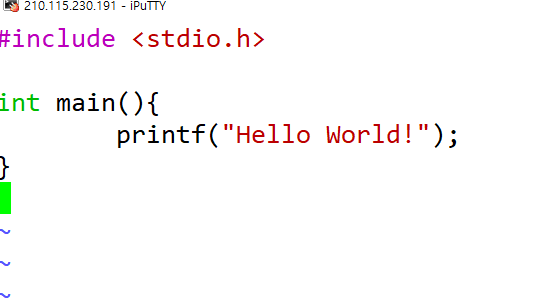 210.115.230.191 - iPuTTY
#include <stdio.h>
int main(){
        printf("Hello World!");
}
~
~
~